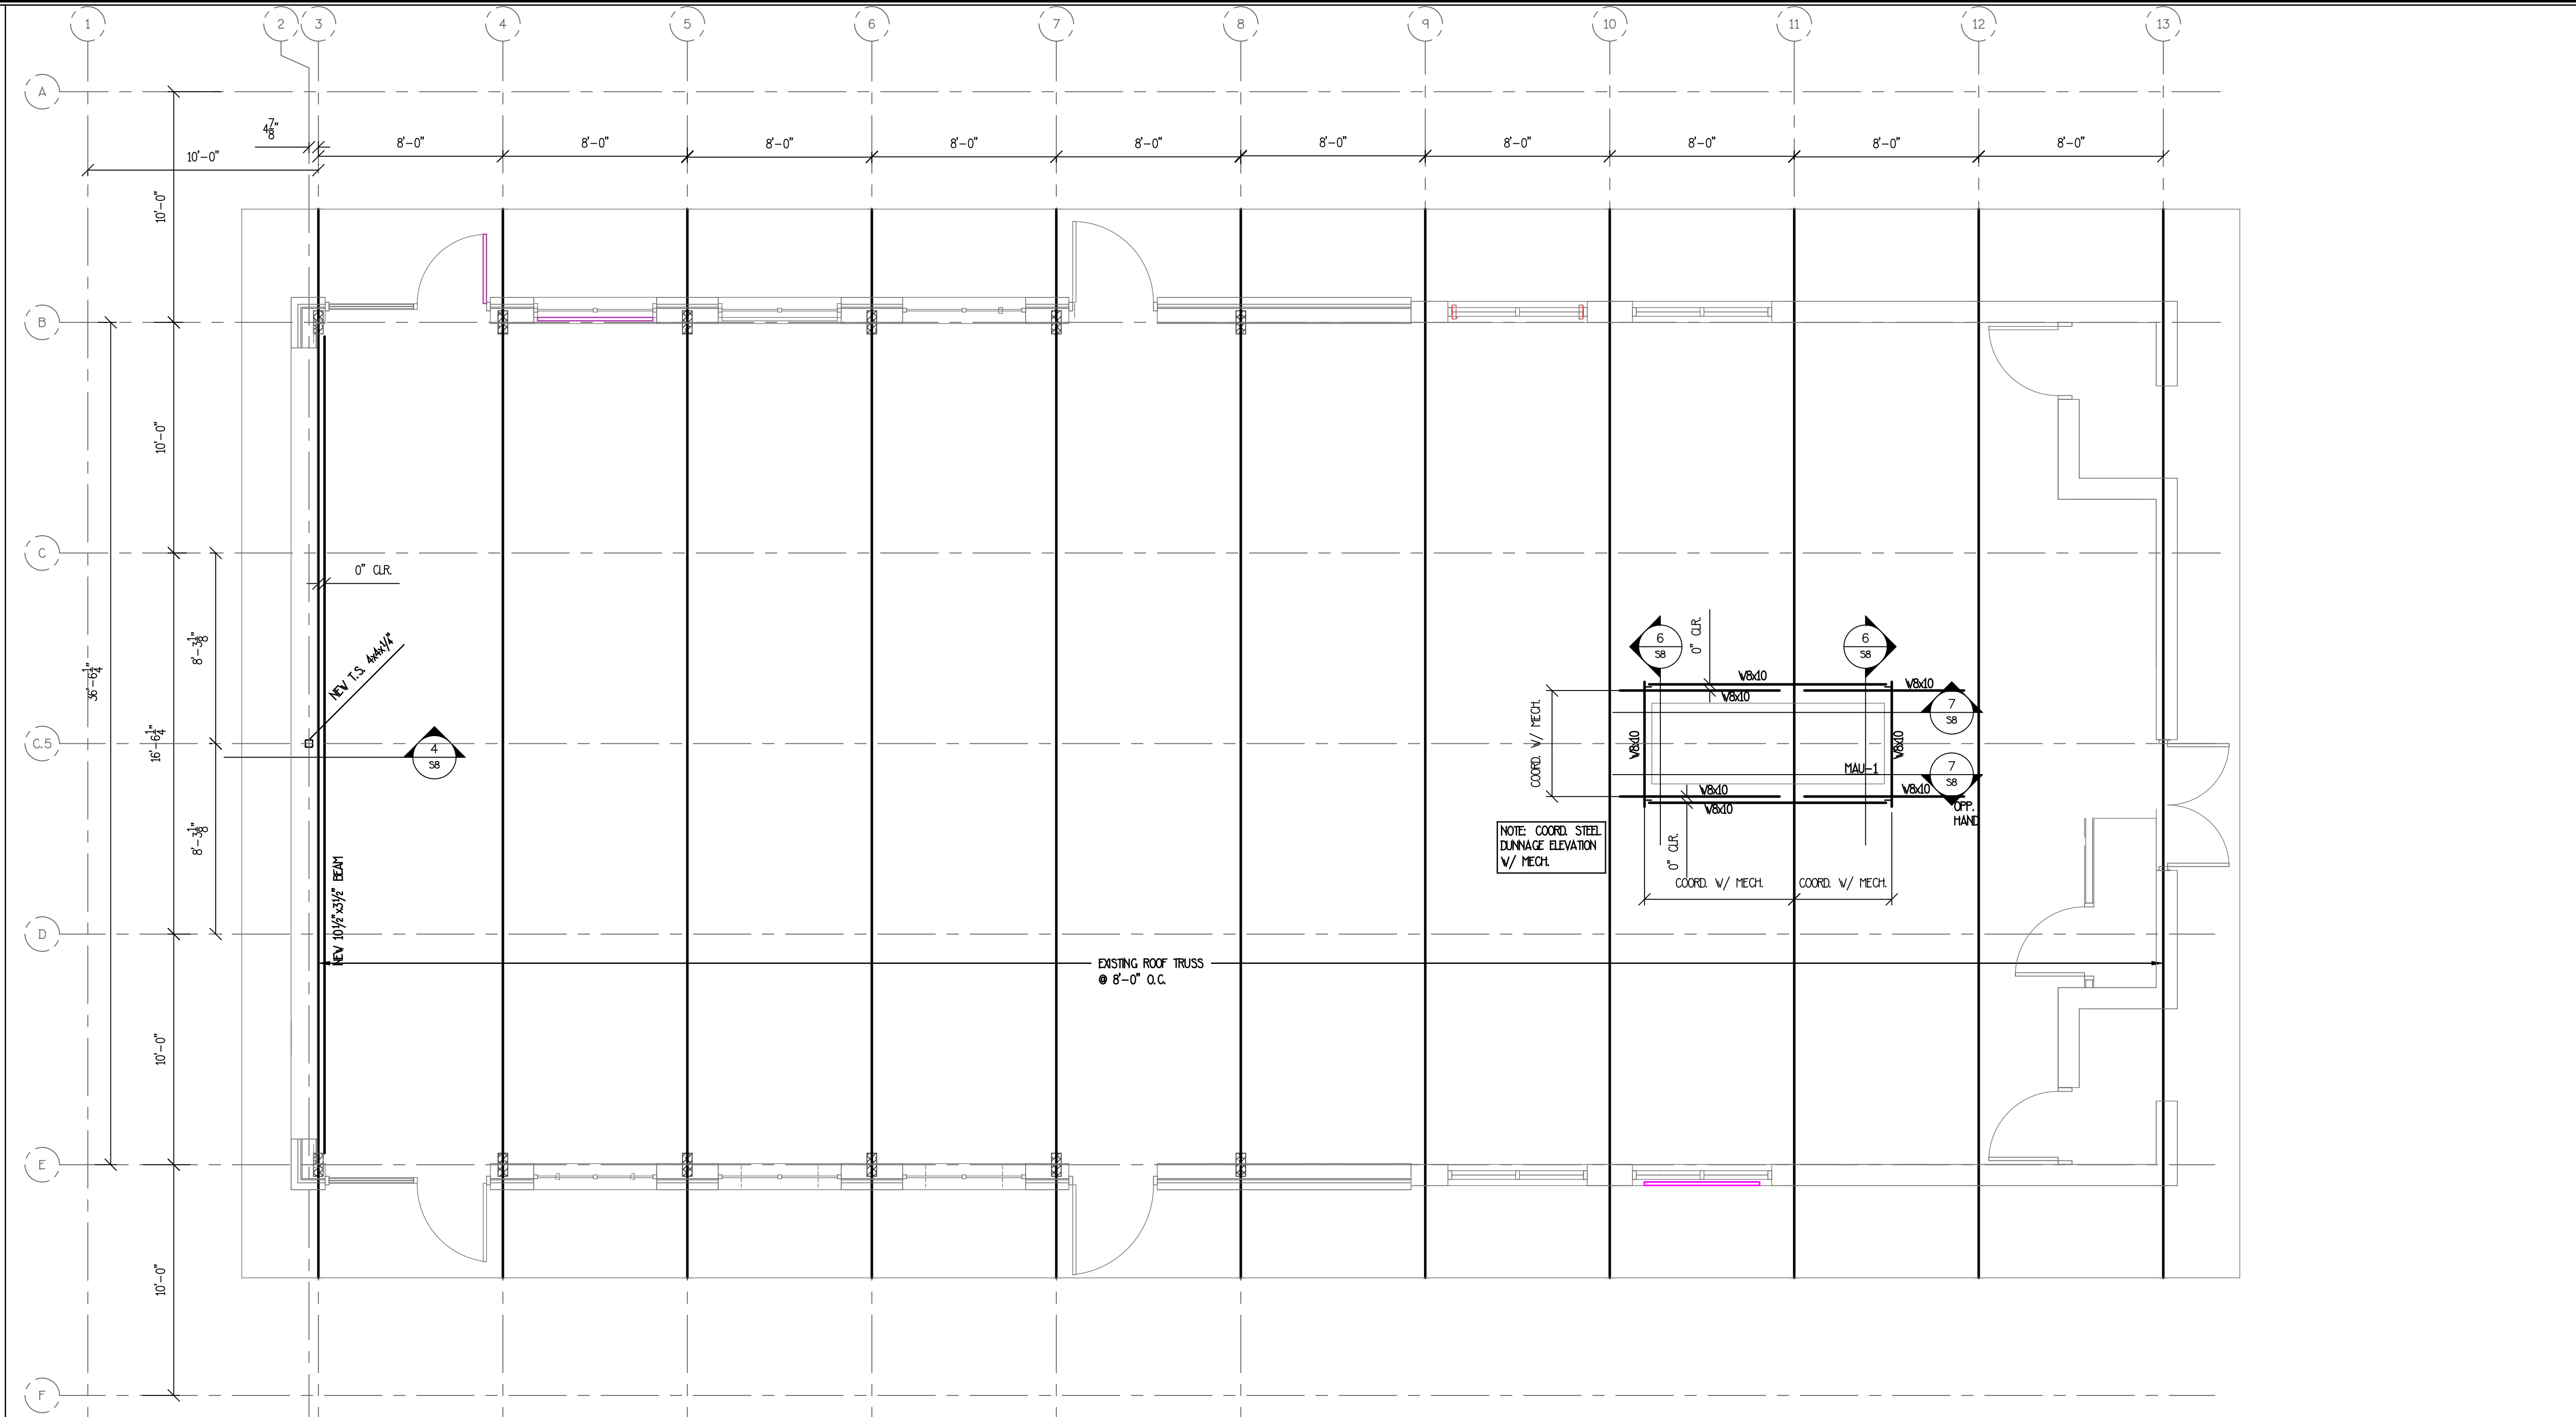 1 2 3 4 5 6 7 8 9 10 11 12 13
A
4 7/8"
10'-0"
8'-0" 8'-0" 8'-0" 8'-0" 8'-0" 8'-0" 8'-0" 8'-0" 8'-0" 8'-0"
10'-0"
B
10'-0"
C
0" CLR.
8'-3 1/8"
36'-6 1/4"
16'-6 1/4"
NEW T.S. 4x4x1/4"
C.5
4
S8
8'-3 1/8"
NEW 10 1/2"x3 1/2" BEAM
D
EXISTING ROOF TRUSS
@ 8'-0" O.C.
10'-0"
E
10'-0"
F
6
S8
0" CLR.
6
S8
W8x10
W8x10
W8x10
7
S8
COORD. W/ MECH.
W8x10
W8x10
MAU-1
7
S8
W8x10
W8x10
W8x10
OPP.
HAND
NOTE: COORD. STEEL
DUNNAGE ELEVATION
W/ MECH.
0" CLR.
COORD. W/ MECH.
COORD. W/ MECH.